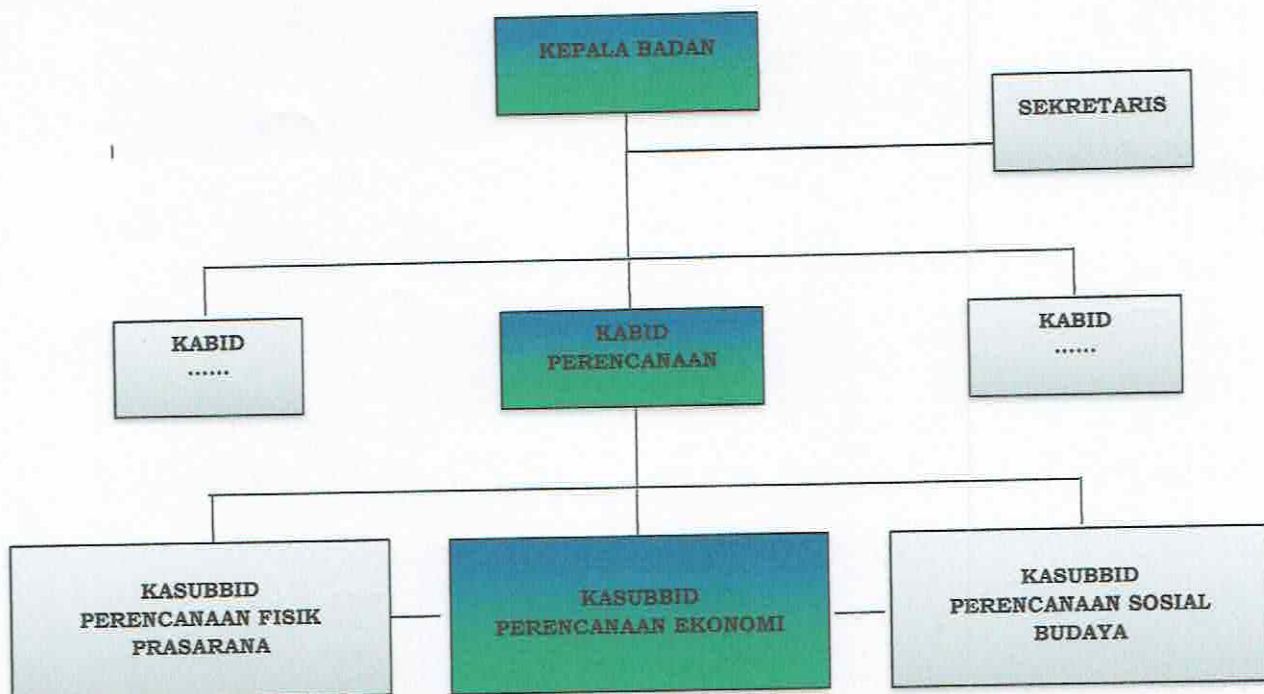 KEPALA BADAN
SEKRETARIS
KABID
......
KABID
PERENCANAAN
KABID
......
KASUBBID
PERENCANAAN FISIK
PRASARANA
KASUBBID
PERENCANAAN EKONOMI
KASUBBID
PERENCANAAN SOSIAL
BUDAYA